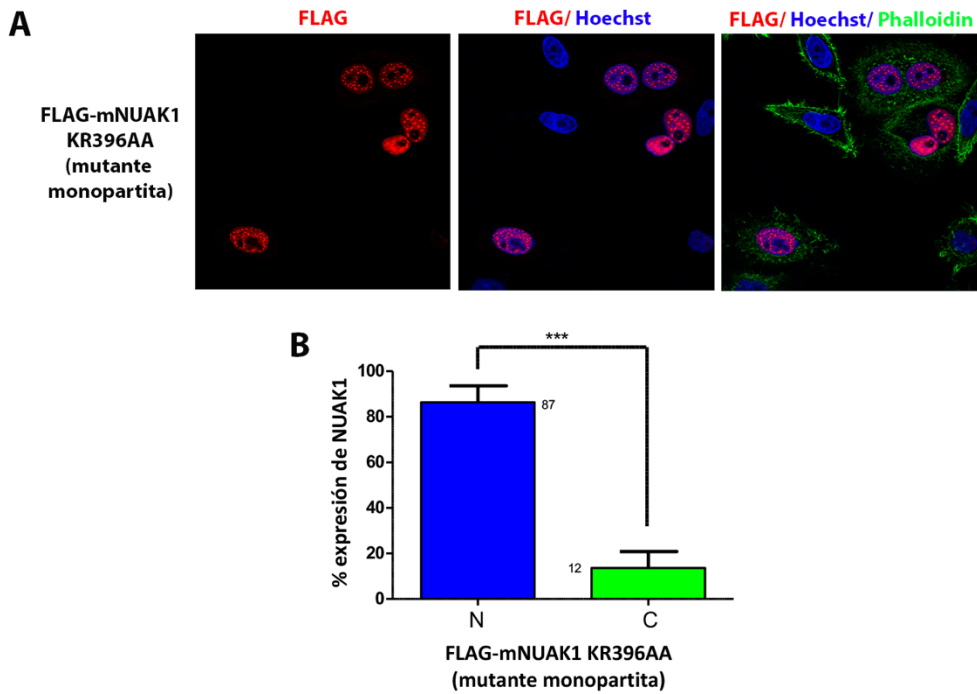 A
FLAG
FLAG/ Hoechst
FLAG/ Hoechst/ Phalloidin
FLAG-mNUAK1
KR396AA
(mutante
monopartita)
B
***
% expresión de NUAK1
100
80
60
40
20
0
87
12
N
C
FLAG-mNUAK1 KR396AA
(mutante monopartita)